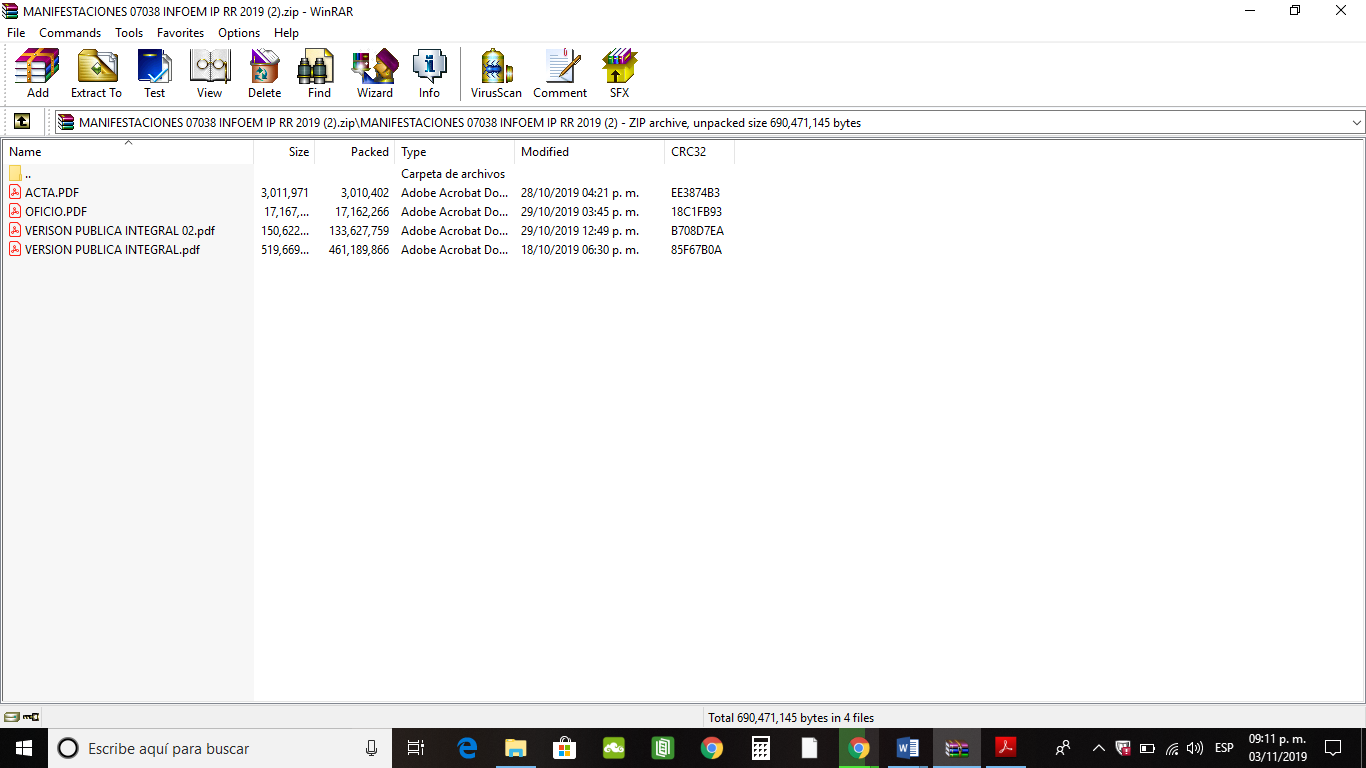 MANIFESTACIONES 07038 INFOEM IP RR 2019 (2).zip - WinRAR
File Commands Tools Favorites Options Help
Add Extract To Test View Delete Find Wizard Info VirusScan Comment SFX
MANIFESTACIONES 07038 INFOEM IP RR 2019 (2).zip\MANIFESTACIONES 07038 INFOEM IP RR 2019 (2) - ZIP archive, unpacked size 690,471,145 bytes
Name Size Packed Type Modified CRC32
.. Carpeta de archivos
ACTA.PDF 3,011,971 3,010,402 Adobe Acrobat Do... 28/10/2019 04:21 p. m. EE3874B3
OFICIO.PDF 17,167,... 17,162,266 Adobe Acrobat Do... 29/10/2019 03:45 p. m. 18C1FB93
VERISON PUBLICA INTEGRAL 02.pdf 150,622... 133,627,759 Adobe Acrobat Do... 29/10/2019 12:49 p. m. B708D7EA
VERSION PUBLICA INTEGRAL.pdf 519,669... 461,189,866 Adobe Acrobat Do... 18/10/2019 06:30 p. m. 85F67B0A
Total 690,471,145 bytes in 4 files
Escribe aquí para buscar
ESP
09:11 p. m.
03/11/2019